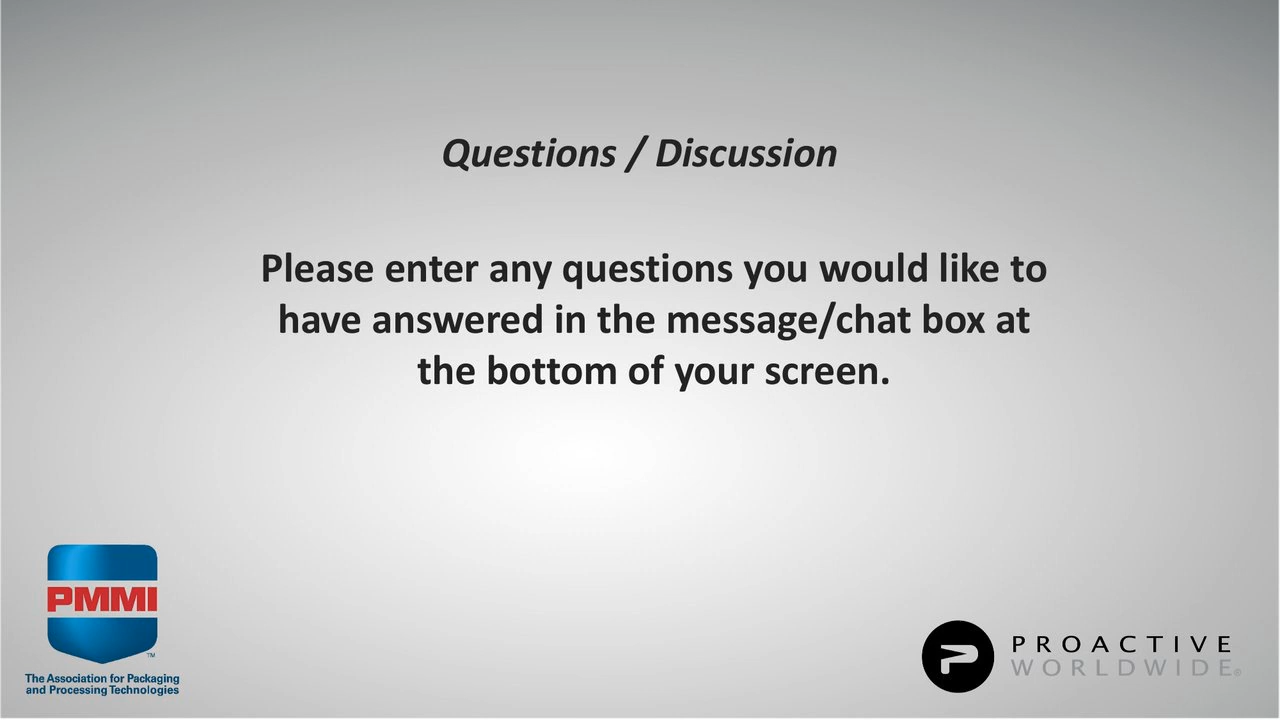 Questions / Discussion
Please enter any questions you would like to
have answered in the message/chat box at
the bottom of your screen.
PMMI
TM
The Association for Packaging
and Processing Technologies
PROACTIVE
WORLDWIDE®